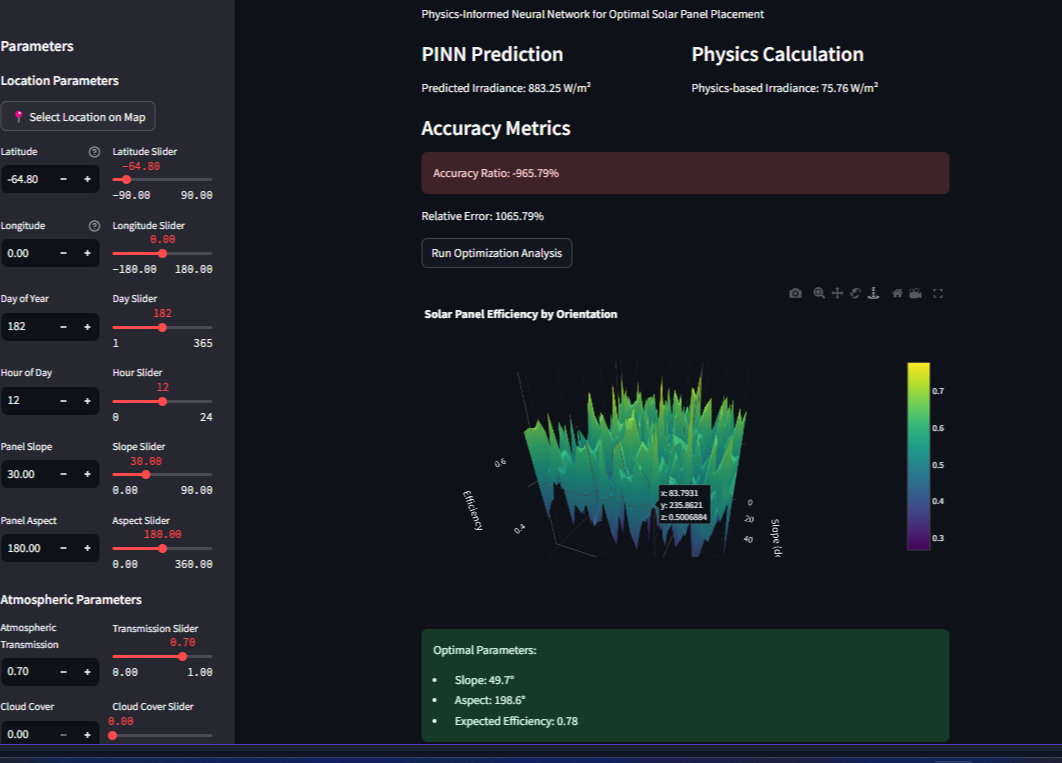 Parameters
Location Parameters
Select Location on Map
Latitude
Latitude Slider
-64.80
-64.80 − +
-90.00 90.00
Longitude
Longitude Slider
0.00
0.00 − +
-180.00 180.00
Day of Year
Day Slider
182
182 − +
1 365
Hour of Day
Hour Slider
12
12 − +
0 24
Panel Slope
Slope Slider
30.00
30.00 − +
0.00 90.00
Panel Aspect
Aspect Slider
180.00
180.00 − +
0.00 360.00
Atmospheric Parameters
Atmospheric
Transmission
Transmission Slider
0.70
0.70 − +
0.00 1.00
Cloud Cover
Cloud Cover Slider
0.00
0.00 − +
Physics-Informed Neural Network for Optimal Solar Panel Placement
PINN Prediction
Predicted Irradiance: 883.25 W/m²
Physics Calculation
Physics-based Irradiance: 75.76 W/m²
Accuracy Metrics
Accuracy Ratio: -965.79%
Relative Error: 1065.79%
Run Optimization Analysis
Solar Panel Efficiency by Orientation
0.6
0.4
Efficiency
x: 83.7931
y: 235.8621
z: 0.5006884
0
20
40
Slope (d
0.7
0.6
0.5
0.4
0.3
Optimal Parameters:
• Slope: 49.7°
• Aspect: 198.6°
• Expected Efficiency: 0.78